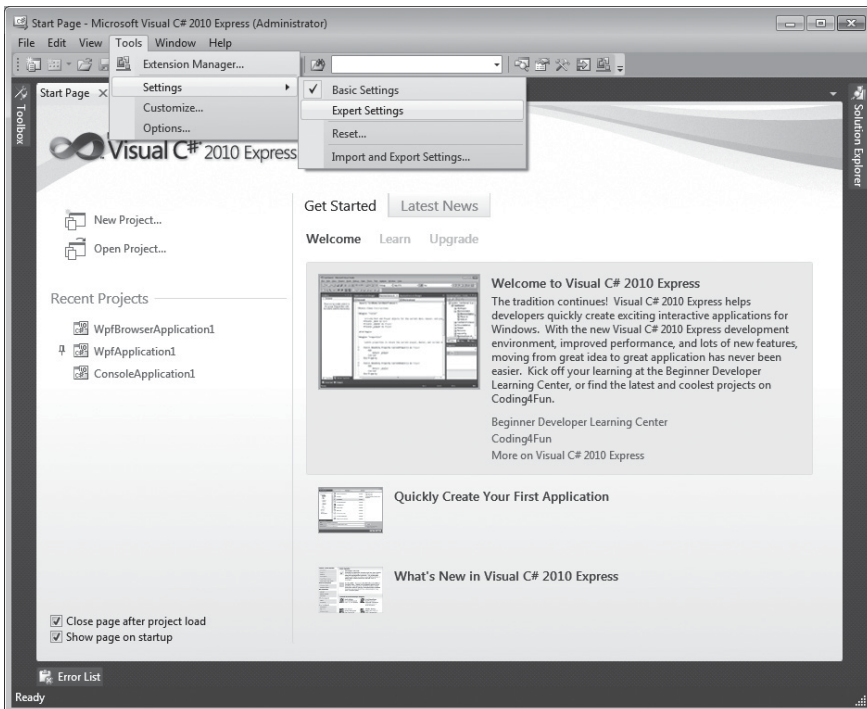 Start Page - Microsoft Visual C# 2010 Express (Administrator)
File Edit View Tools Window Help
Extension Manager...
Settings
Customize...
Options...
Basic Settings
Expert Settings
Reset...
Import and Export Settings...
Toolbox
Start Page
Solution Explorer
Visual C# 2010 Express
New Project...
Open Project...
Recent Projects
WpfBrowserApplication1
WpfApplication1
ConsoleApplication1
Get Started Latest News
Welcome Learn Upgrade
Welcome to Visual C# 2010 Express
The tradition continues! Visual C# 2010 Express helps
developers quickly create exciting interactive applications for
Windows. With the new Visual C# 2010 Express development
environment, improved performance, and lots of new features,
moving from great idea to great application has never been
easier. Kick off your learning at the Beginner Developer
Learning Center, or find the latest and coolest projects on
Coding4Fun.
Beginner Developer Learning Center
Coding4Fun
More on Visual C# 2010 Express
Quickly Create Your First Application
What's New in Visual C# 2010 Express
Close page after project load
Show page on startup
Error List
Ready